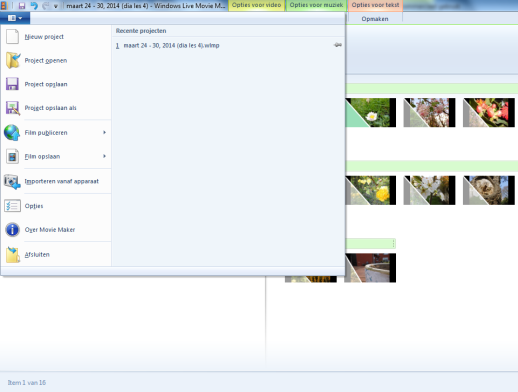 maart 24 - 30, 2014 (dia les 4) - Windows Live Movie M...
Opties voor video
Opties voor muziek
Opties voor tekst
Opmaken
Nieuw project
Project openen
Project opslaan
Project opslaan als
Film publiceren
Film opslaan
Importeren vanaf apparaat
Opties
Over Movie Maker
Afsluiten
Recente projecten
1 maart 24 - 30, 2014 (dia les 4).wlmp
Item 1 van 16